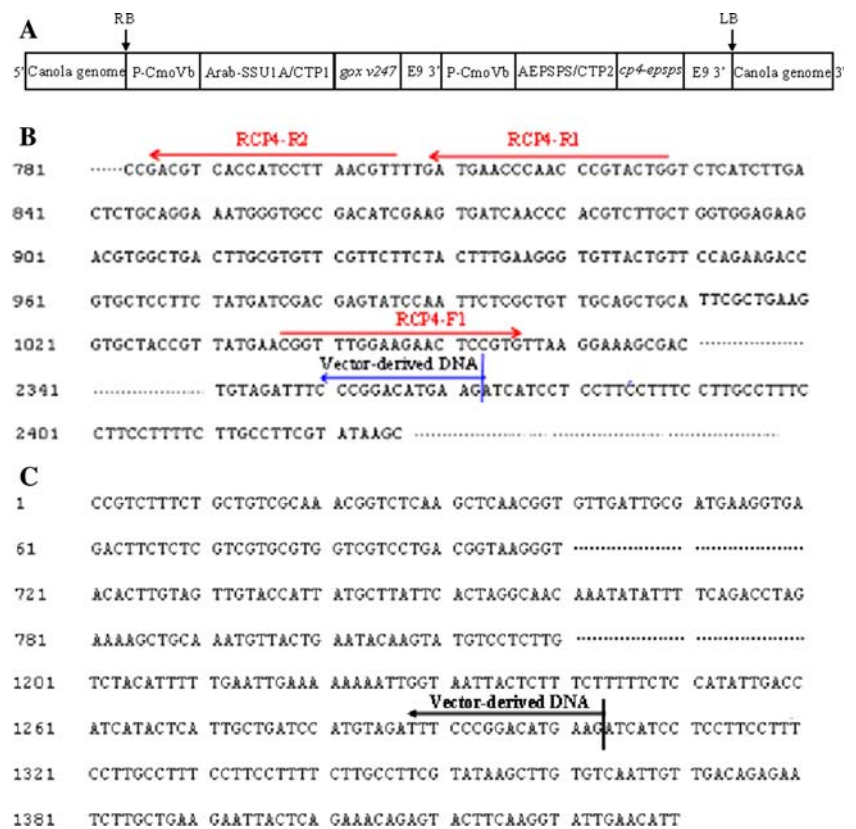 A
RB LB
5' Canola genome P-CmoVb Arab-SSU1A/CTP1 gox v247 E9 3' P-CmoVb AEPSPS/CTP2 cp4-epsps E9 3' Canola genome 3'
B
RCP4-R2 RCP4-R1
781 ······CCGACGT CACCATCCTT AACGTTTTGA TGAACCCAAC CCGTACTGGT CTCATCTTGA
841 CTCTGCAGGA AATGGGTGCC GACATCGAAG TGATCAACCC ACGTCTTGCT GGTGGAGAAG
901 ACGTGGCTGA CTTGCGTGTT CGTTCTTCTA CTTTGAAGGG TGTTACTGTT CCAGAAGACC
961 GTGCTCCTTC TATGATCGAC GAGTATCCAA TTCTCGCTGT TGCAGCTGCA TTCGCTGAAG
RCP4-F1
1021 GTGCTACCGT TATGAACGGT TTGGAAGAAC TCCGTGTTAA GGAAAGCGAC ··················
Vector-derived DNA
2341 ·················· TGTAGATTTC CCGGACATGA AGATCATCCT CCTTCCTTTC CTTGCCTTTC
2401 CTTCCTTTTC TTGCCTTCGT ATAAGC ··················
C
1 CCGTCTTTCT GCTGTCGCAA ACGGTCTCAA GCTCAACGGT GTTGATTGCG ATGAAGGTGA
61 GACTTCTCTC GTCGTGCGTG GTCGTCCTGA CGGTAAGGGT ·················· ··················
721 ACACTTGTAG TTGTACCATT ATGCTTATTC ACTAGGCAAC AAATATATTT TCAGACCTAG
781 AAAAGCTGCA AATGTTACTG AATACAAGTA TGTCCTCTTG ·················· ··················
1201 TCTACATTTT TGAATTGAAA AAAAATTGGT AATTACTCTT TCTTTTTCTC CATATTGACC
Vector-derived DNA
1261 ATCATACTCA TTGCTGATCC ATGTAGATTT CCCGGACATG AAGATCATCC TCCTTCCTTT
1321 CCTTGCCTTT CCTTCCTTTT CTTGCCTTCG TATAAGCTTG TGTCAATTGT TGACAGAGAA
1381 TCTTGCTGAA GAATTACTCA GAAACAGAGT ACTTCAAGGT ATTGAACATT